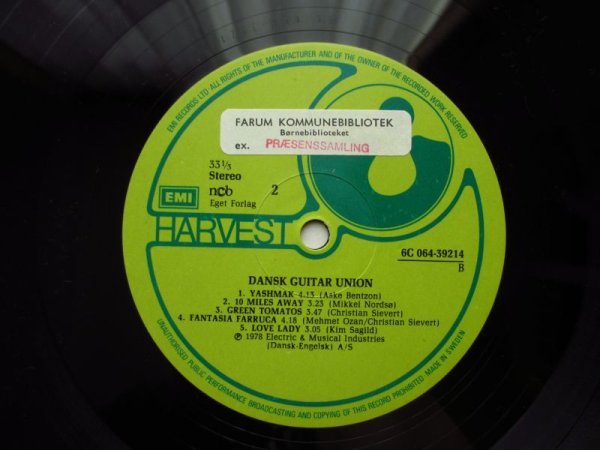 EMI RECORDS LTD ALL RIGHTS OF THE MANUFACTURER AND OF THE OWNER OF THE RECORDED WORK RESERVED
FARUM KOMMUNEBIBLIOTEK
Børnebiblioteket
ex. PRÆSENSSAMLING
33⅓
Stereo
ncb 2
Eget Forlag
EMI
HARVEST
6C 064-39214
B
DANSK GUITAR UNION
1. YASHMAK 4.13 (Aske Bentzon)
2. 10 MILES AWAY 3.23 (Mikkel Nordsø)
3. GREEN TOMATOS 3.47 (Christian Sievert)
4. FANTASIA FARRUCA 4.18 (Mehmet Ozan/Christian Sievert)
5. LOVE LADY 3.05 (Kim Sagild)
℗ 1978 Electric & Musical Industries
(Dansk-Engelsk) A/S
UNAUTHORISED PUBLIC PERFORMANCE BROADCASTING AND COPYING OF THIS RECORD PROHIBITED MADE IN SWEDEN